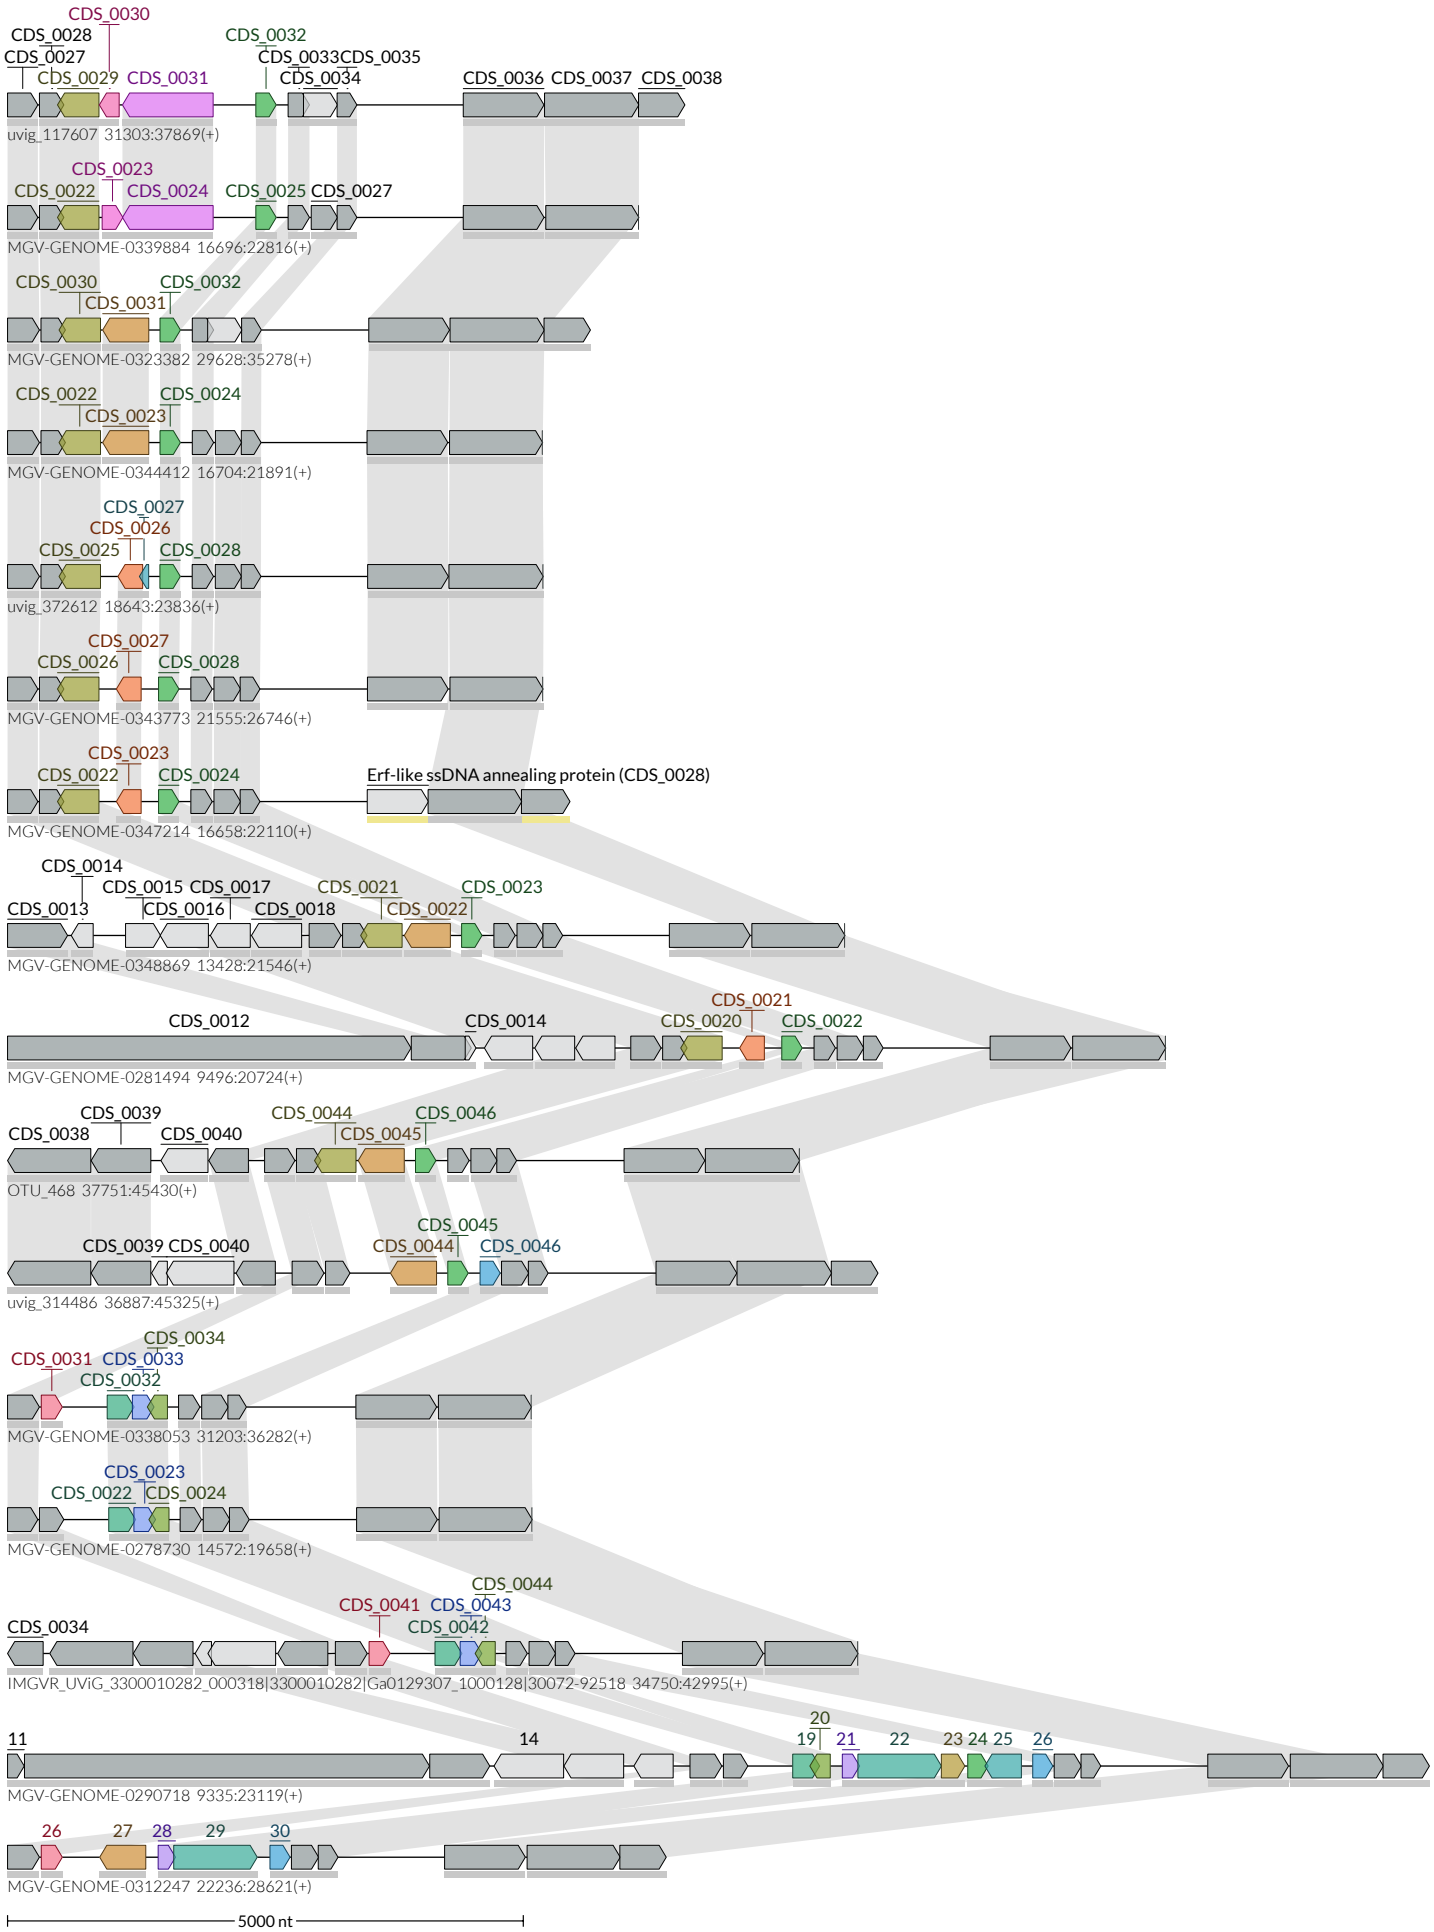 CDS_0030
CDS_0028 CDS_0032
CDS_0027 CDS_0033 CDS_0035
CDS_0029 CDS_0031 CDS_0034 CDS_0036 CDS_0037 CDS_0038
uvig_117607 31303:37869(+)
CDS_0023
CDS_0022 CDS_0024 CDS_0025 CDS_0027
MGV-GENOME-0339884 16696:22816(+)
CDS_0030 CDS_0032
CDS_0031
MGV-GENOME-0323382 29628:35278(+)
CDS_0022 CDS_0024
CDS_0023
MGV-GENOME-0344412 16704:21891(+)
CDS_0027
CDS_0026
CDS_0025 CDS_0028
uvig_372612 18643:23836(+)
CDS_0027
CDS_0026 CDS_0028
MGV-GENOME-0343773 21555:26746(+)
CDS_0023
CDS_0022 CDS_0024 Erf-like ssDNA annealing protein (CDS_0028)
MGV-GENOME-0347214 16658:22110(+)
CDS_0014
CDS_0015 CDS_0017 CDS_0021 CDS_0023
CDS_0013 CDS_0016 CDS_0018 CDS_0022
MGV-GENOME-0348869 13428:21546(+)
CDS_0021
CDS_0012 CDS_0014 CDS_0020 CDS_0022
MGV-GENOME-0281494 9496:20724(+)
CDS_0039 CDS_0044 CDS_0046
CDS_0038 CDS_0040 CDS_0045
OTU_468 37751:45430(+)
CDS_0045
CDS_0039 CDS_0040 CDS_0044 CDS_0046
uvig_314486 36887:45325(+)
CDS_0034
CDS_0031 CDS_0033
CDS_0032
MGV-GENOME-0338053 31203:36282(+)
CDS_0023
CDS_0022 CDS_0024
MGV-GENOME-0278730 14572:19658(+)
CDS_0044
CDS_0041 CDS_0043
CDS_0034 CDS_0042
IMGVR_UViG_3300010282_000318|3300010282|Ga0129307_1000128|30072-92518 34750:42995(+)
20
11 14 19 21 22 23 24 25 26
MGV-GENOME-0290718 9335:23119(+)
26 27 28 29 30
MGV-GENOME-0312247 22236:28621(+)
5000 nt